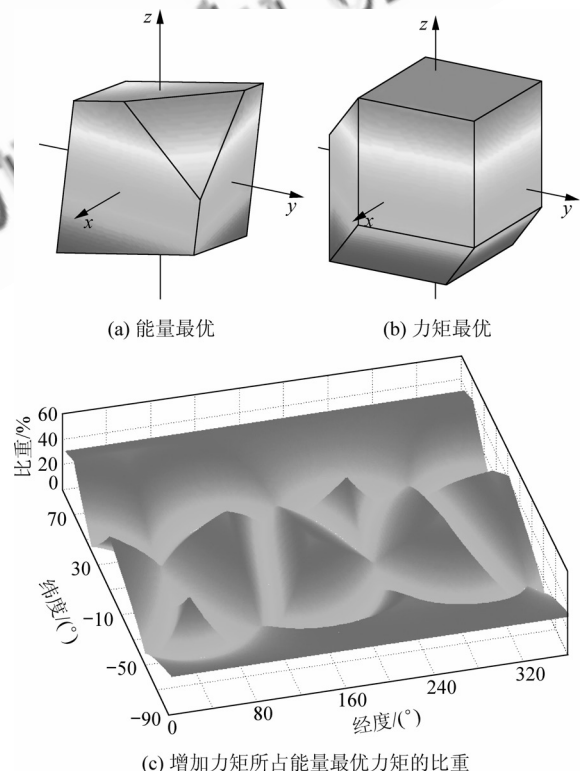 z
y
x
(a) 能量最优
z
y
x
(b) 力矩最优
比重/%
60
40
20
0
70
30
-10
-50
-90
纬度/(°)
0
80
160
240
320
经度/(°)
(c) 增加力矩所占能量最优力矩的比重